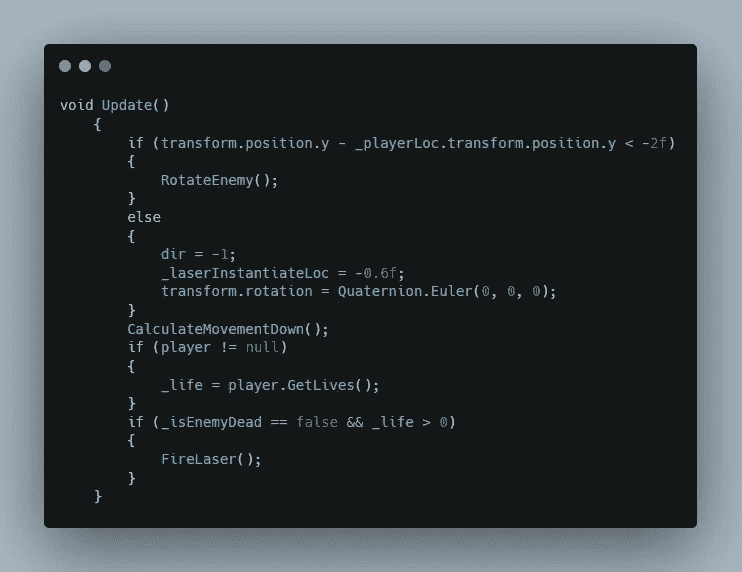 void Update()
    {
        if (transform.position.y - _playerLoc.transform.position.y < -2f)
        {
            RotateEnemy();
        }
        else
        {
            dir = -1;
            _laserInstantiateLoc = -0.6f;
            transform.rotation = Quaternion.Euler(0, 0, 0);
        }
        CalculateMovementDown();
        if (player != null)
        {
            _life = player.GetLives();
        }
        if (_isEnemyDead == false && _life > 0)
        {
            FireLaser();
        }
    }